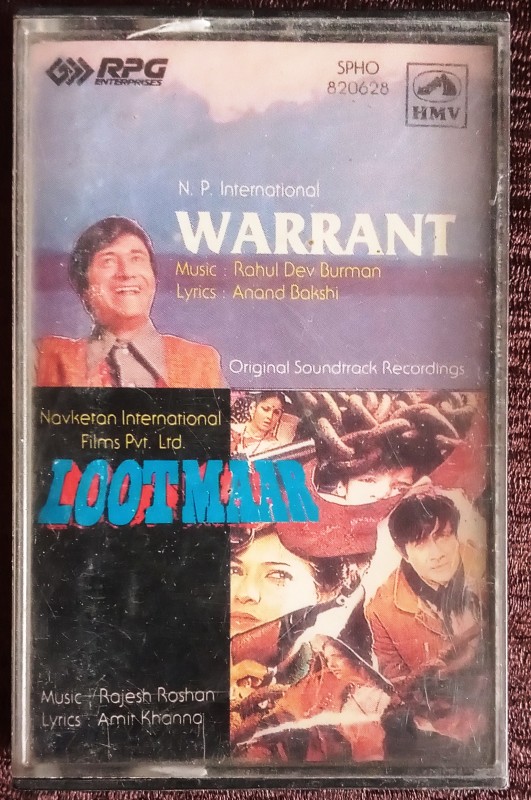 RPG
ENTERPRISES
SPHO
820628
HMV
N. P. International
WARRANT
Music : Rahul Dev Burman
Lyrics : Anand Bakshi
Original Soundtrack Recordings
Navketan International
Films Pvt. Ltd.
LOOTMAAR
Music : Rajesh Roshan
Lyrics : Amit Khanna